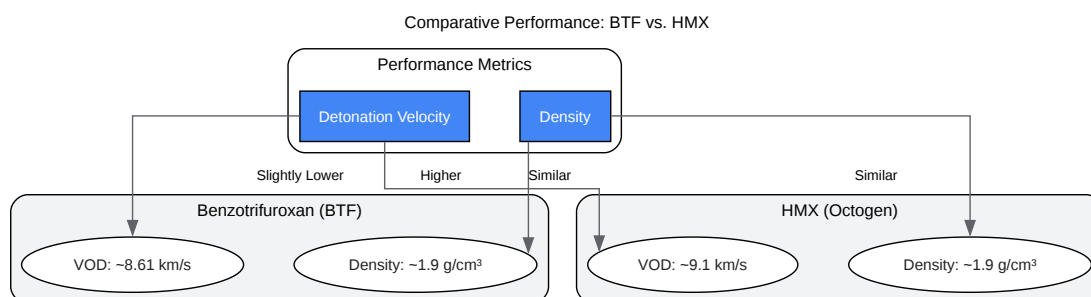 Comparative Performance: BTF vs. HMX
Performance Metrics
Detonation Velocity
Density
Slightly Lower
Higher
Similar
Similar
Benzotrifuroxan (BTF)
HMX (Octogen)
VOD: ~8.61 km/s
Density: ~1.9 g/cm³
VOD: ~9.1 km/s
Density: ~1.9 g/cm³